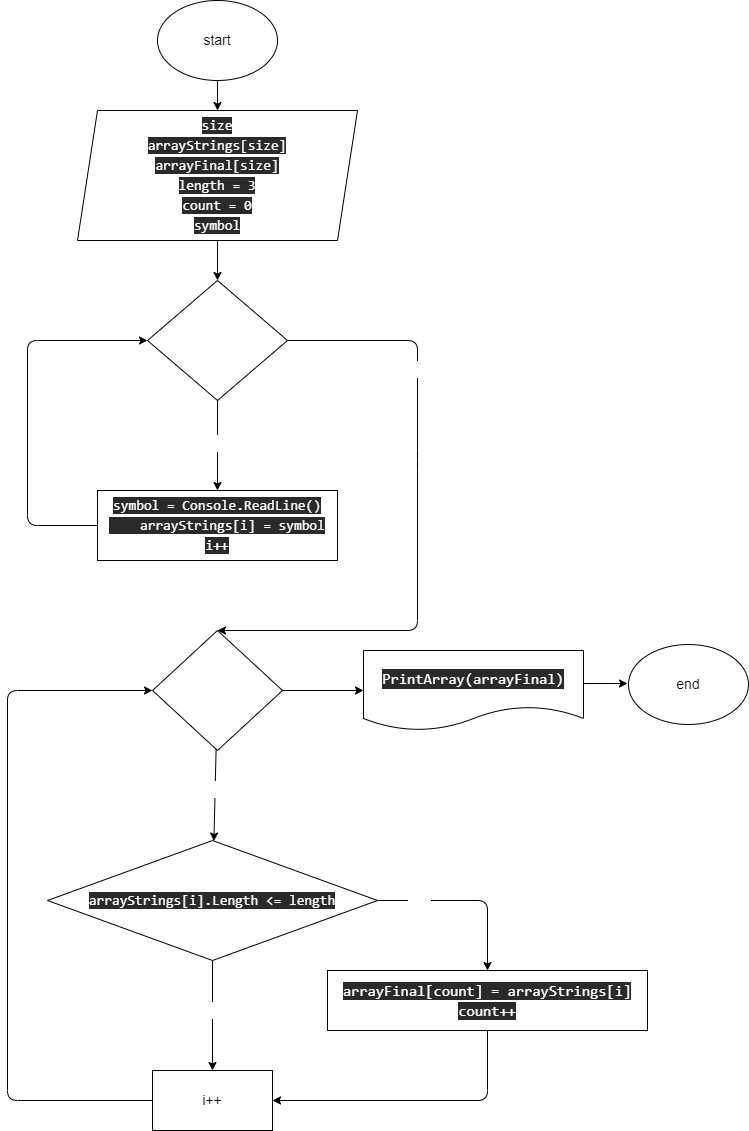 start
size
arrayStrings[size]
arrayFinal[size]
length = 3
count = 0
symbol
symbol = Console.ReadLine()
arrayStrings[i] = symbol
i++
PrintArray(arrayFinal)
end
arrayStrings[i].Length <= length
arrayFinal[count] = arrayStrings[i]
count++
i++